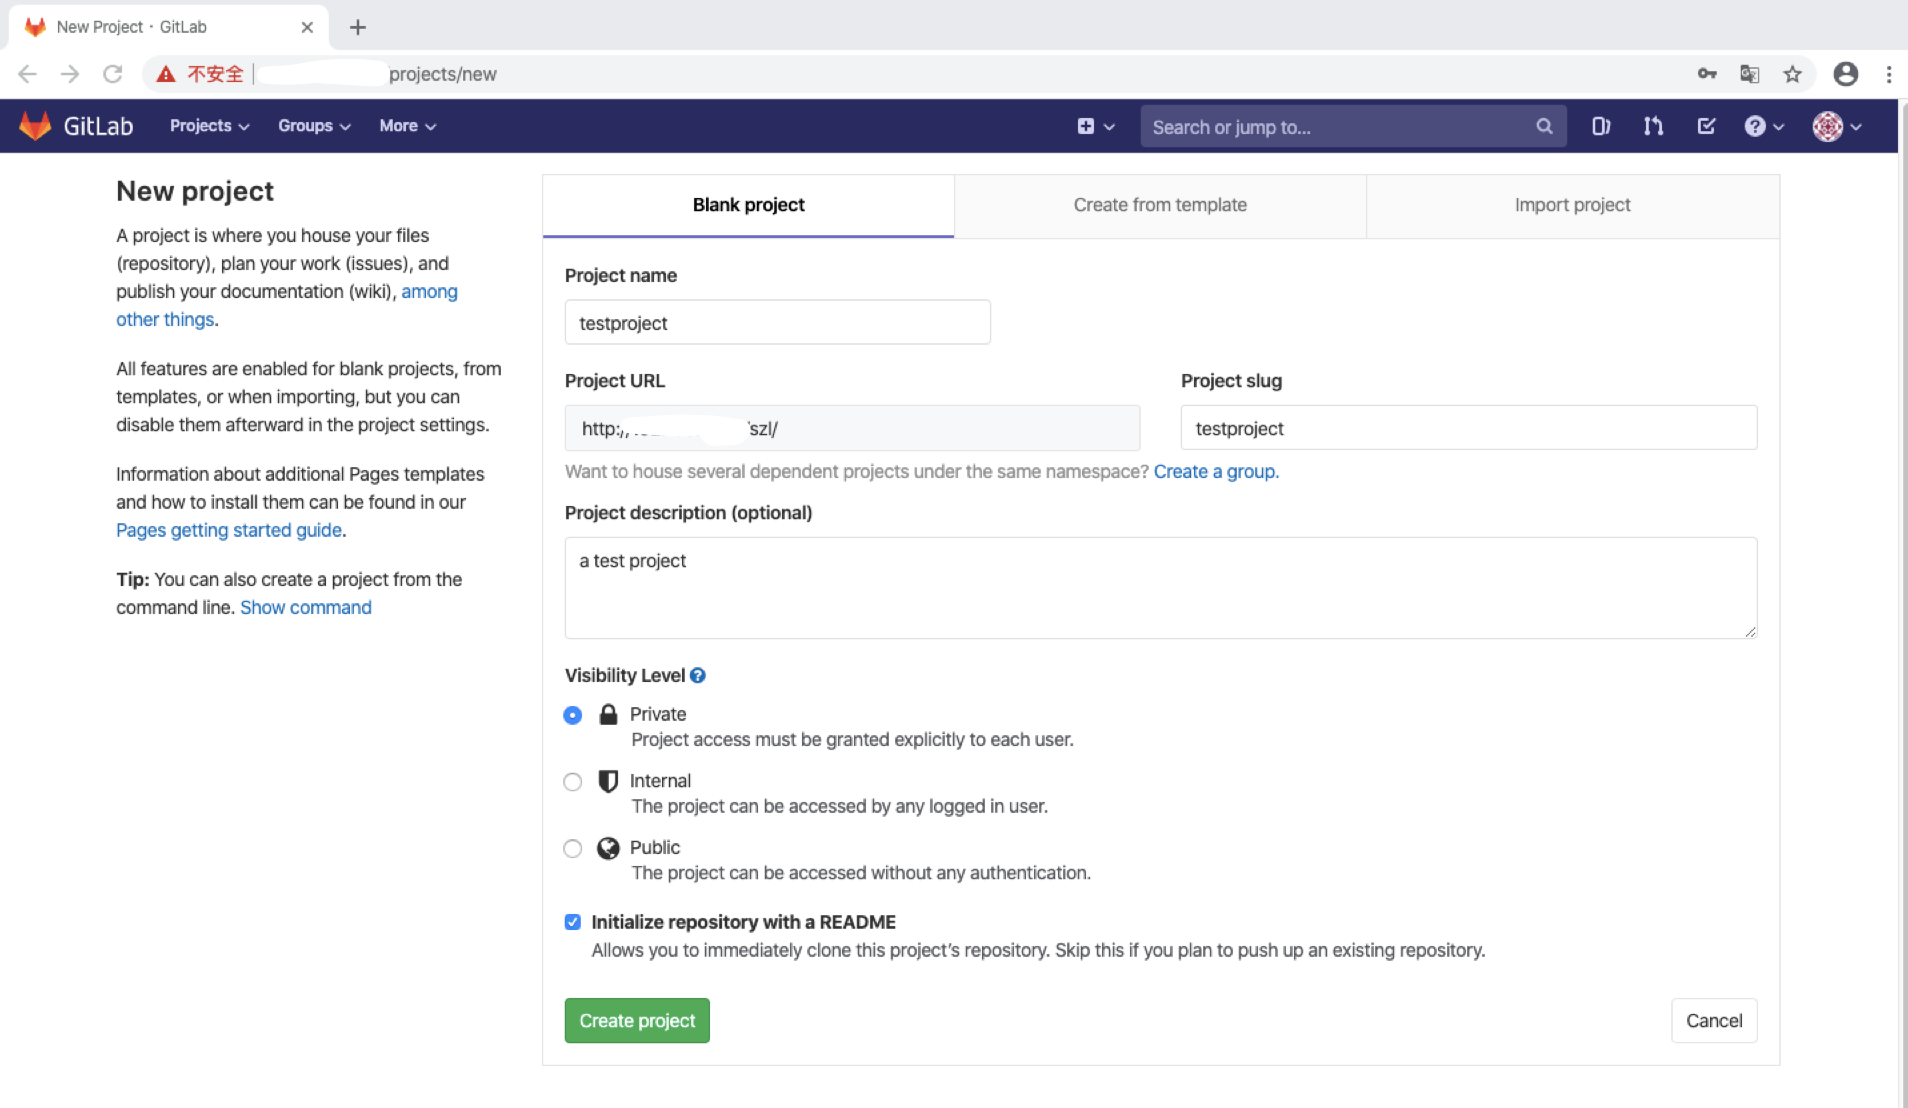 New Project · GitLab
不安全 projects/new
GitLab Projects Groups More Search or jump to...
New project
A project is where you house your files
(repository), plan your work (issues), and
publish your documentation (wiki), among
other things.
All features are enabled for blank projects, from
templates, or when importing, but you can
disable them afterward in the project settings.
Information about additional Pages templates
and how to install them can be found in our
Pages getting started guide.
Tip: You can also create a project from the
command line. Show command
Blank project Create from template Import project
Project name
testproject
Project URL Project slug
http:/ /szl/ testproject
Want to house several dependent projects under the same namespace? Create a group.
Project description (optional)
a test project
Visibility Level
Private
Project access must be granted explicitly to each user.
Internal
The project can be accessed by any logged in user.
Public
The project can be accessed without any authentication.
Initialize repository with a README
Allows you to immediately clone this project's repository. Skip this if you plan to push up an existing repository.
Create project Cancel